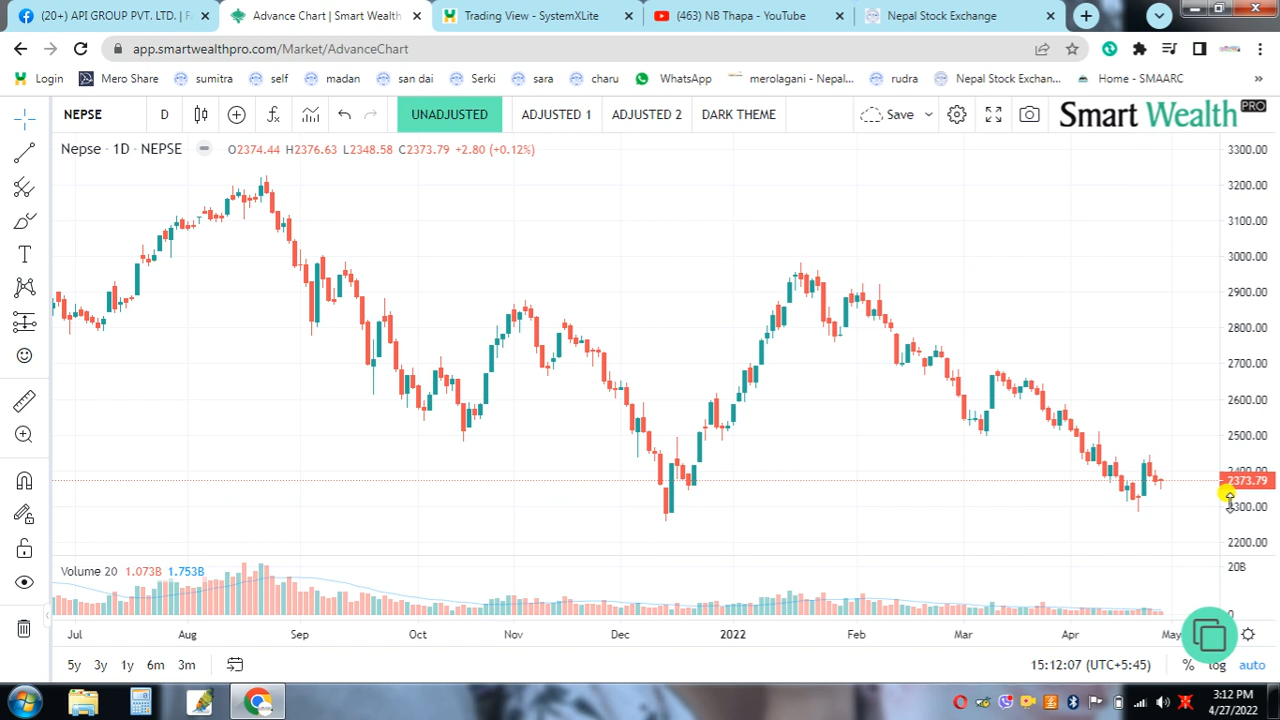 (20+) API GROUP PVT. LTD. | F
Advance Chart | Smart Wealth
Trading View - SystemXLite
(463) NB Thapa - YouTube
Nepal Stock Exchange
app.smartwealthpro.com/Market/AdvanceChart
Login
Mero Share
sumitra
self
madan
san dai
Serki
sara
charu
WhatsApp
merolagani - Nepal...
rudra
Nepal Stock Exchan...
Home - SMAARC
»
NEPSE
D
UNADJUSTED
ADJUSTED 1
ADJUSTED 2
DARK THEME
Save
Smart Wealth PRO
Nepse · 1D · NEPSE
O2374.44 H2376.63 L2348.58 C2373.79 +2.80 (+0.12%)
3300.00
3200.00
3100.00
3000.00
2900.00
2800.00
2700.00
2600.00
2500.00
2400.00
2373.79
2300.00
2200.00
Volume 20 1.073B 1.753B
20B
0
Jul Aug Sep Oct Nov Dec 2022 Feb Mar Apr May
5y 3y 1y 6m 3m
15:12:07 (UTC+5:45)
% log auto
3:12 PM
4/27/2022